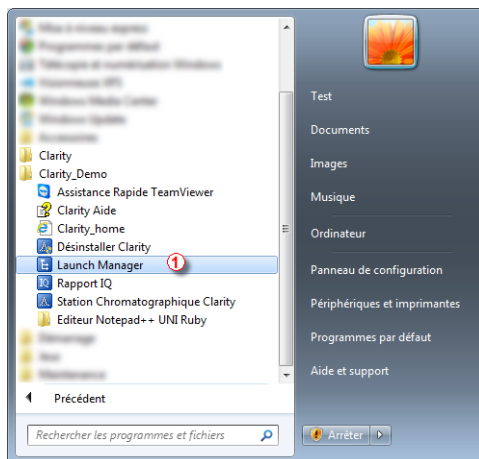 Clarity
Clarity_Demo
Assistance Rapide TeamViewer
Clarity Aide
Clarity_home
Désinstaller Clarity
Launch Manager 1
Rapport IQ
Station Chromatographique Clarity
Editeur Notepad++ UNI Ruby
Précédent
Rechercher les programmes et fichiers
Test
Documents
Images
Musique
Ordinateur
Panneau de configuration
Périphériques et imprimantes
Programmes par défaut
Aide et support
Arrêter